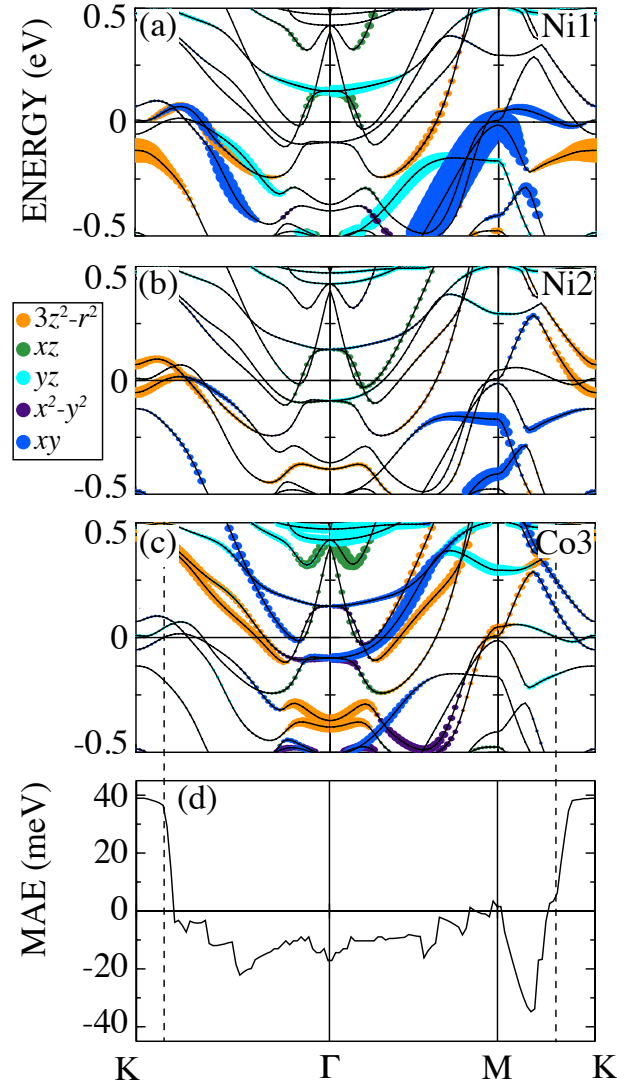 (a)
Ni1
ENERGY (eV)
0.5
0
-0.5
(b)
Ni2
0.5
0
-0.5
3z²-r²
xz
yz
x²-y²
xy
(c)
Co3
0.5
0
-0.5
(d)
MAE (meV)
40
20
0
-20
-40
K
Γ
M
K